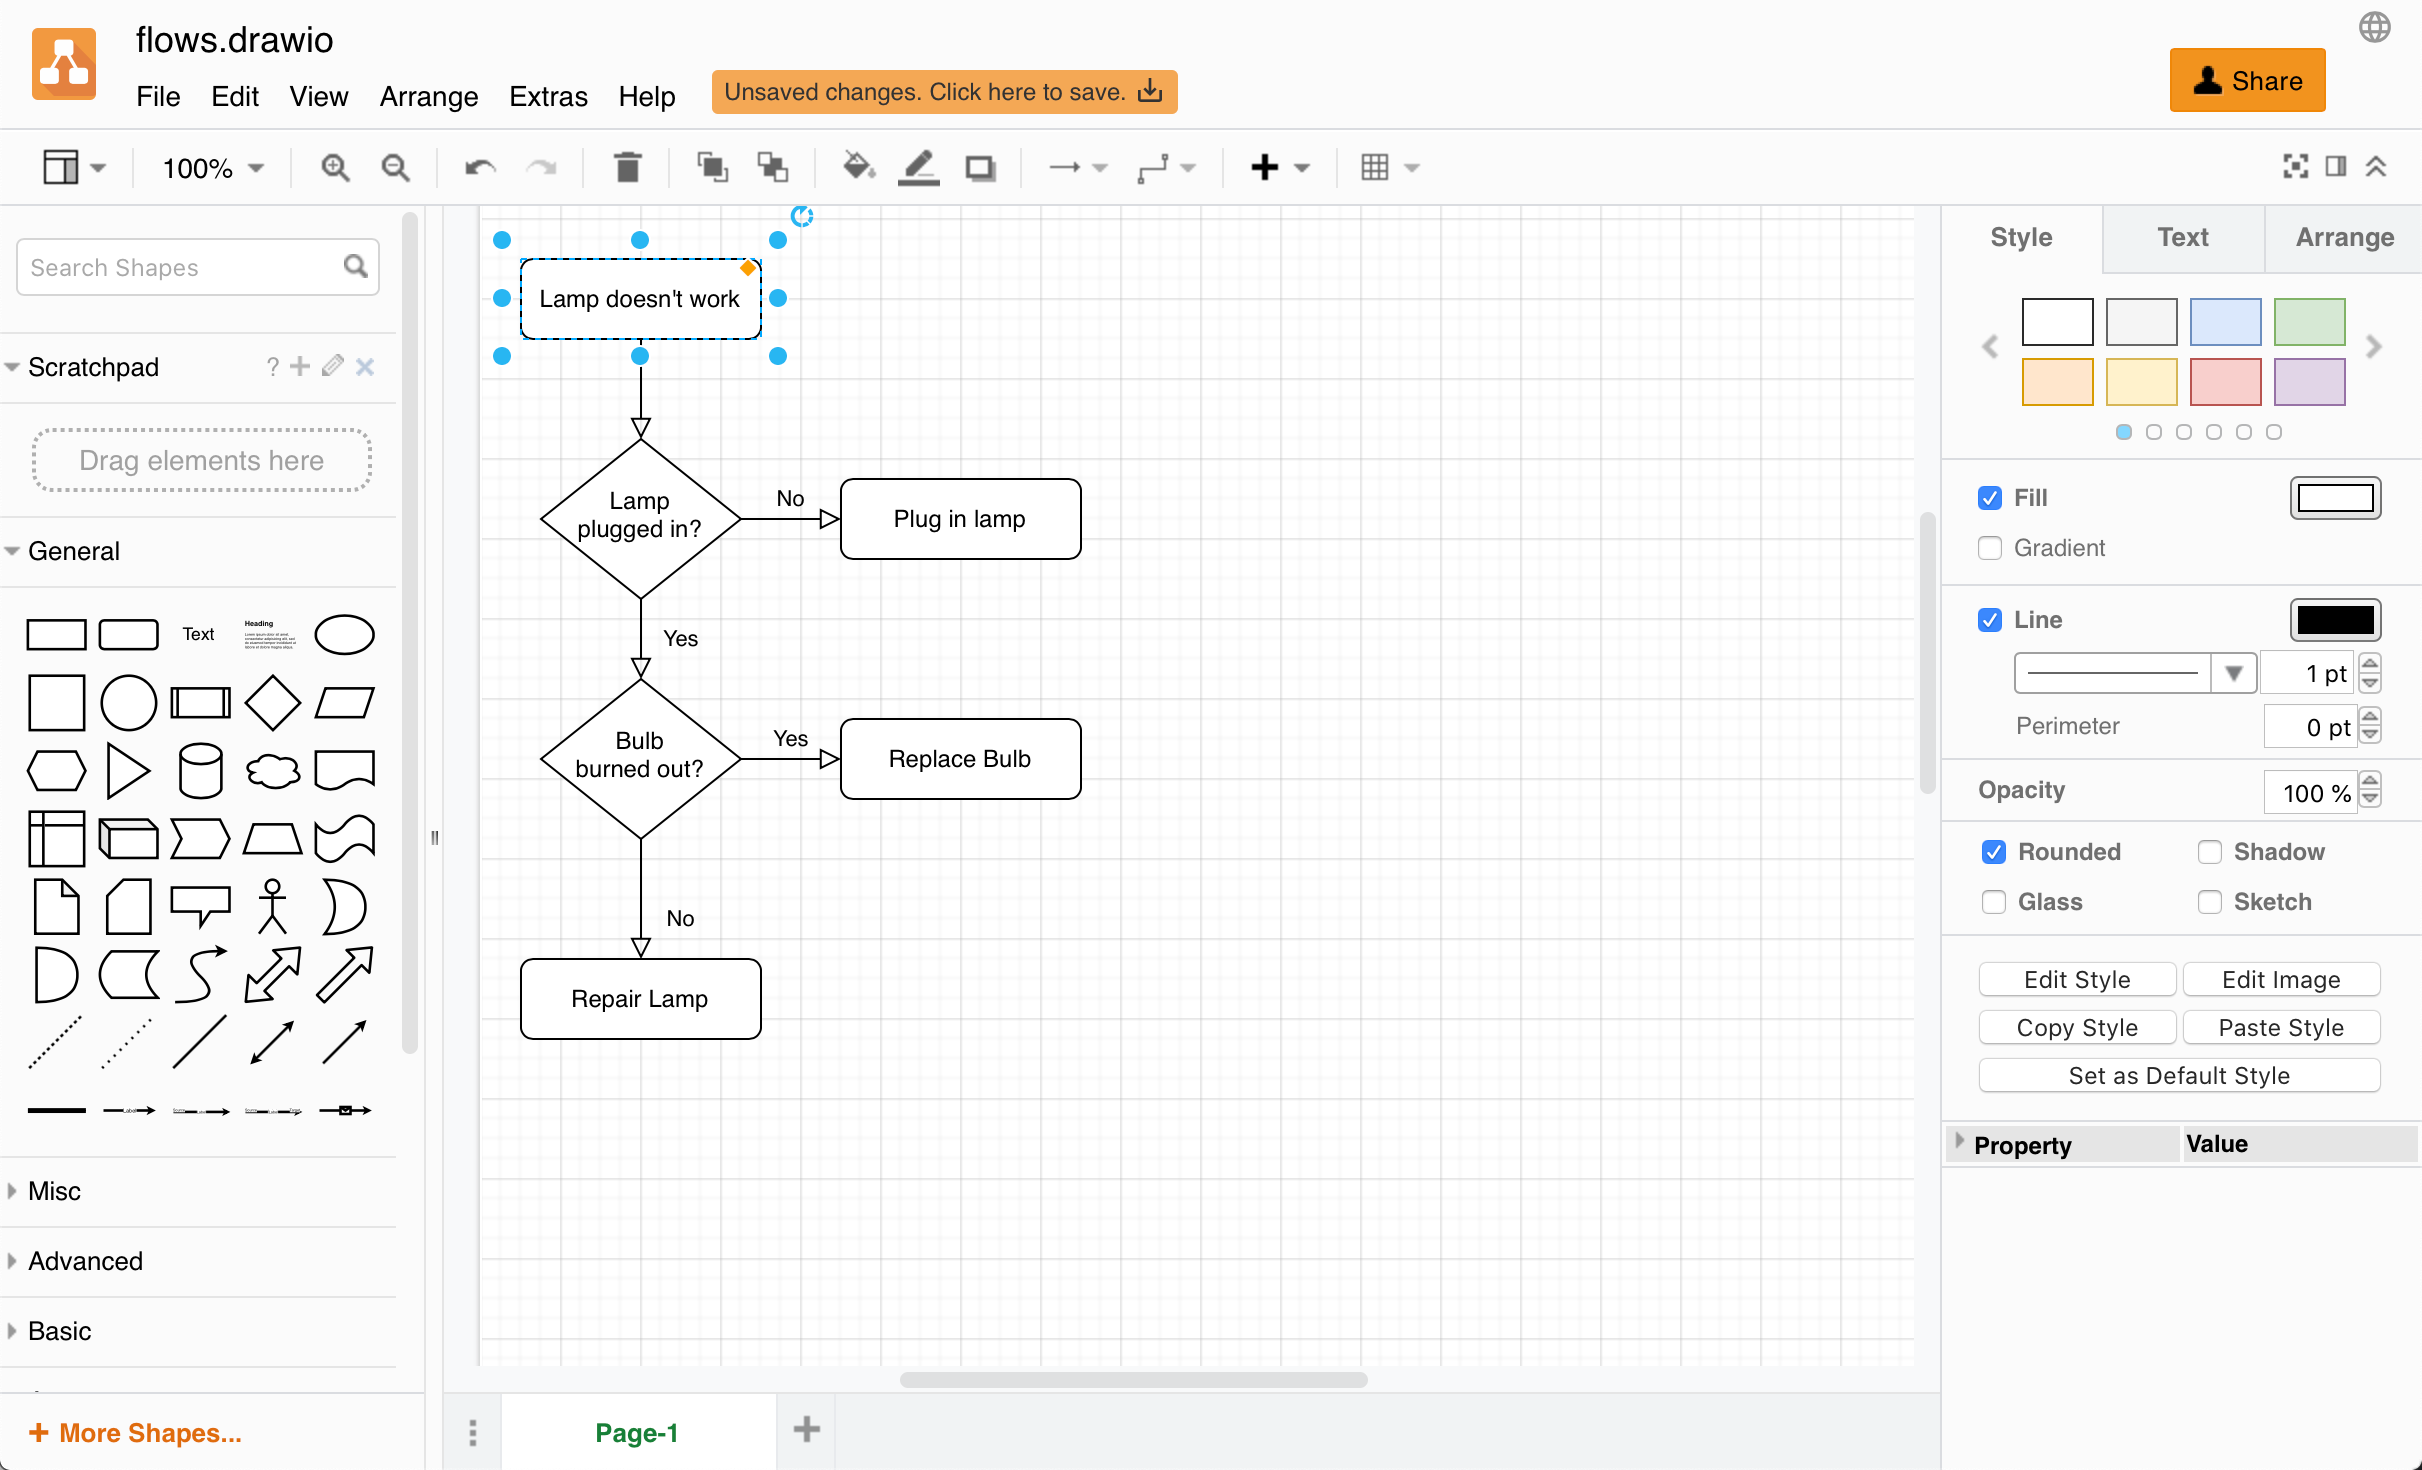 flows.drawio
File Edit View Arrange Extras Help
Unsaved changes. Click here to save.
Share
100%
Search Shapes
Scratchpad
?
Drag elements here
General
Text
Heading
Misc
Advanced
Basic
+ More Shapes...
Lamp doesn't work
Lamp
plugged in?
No
Plug in lamp
Yes
Bulb
burned out?
Yes
Replace Bulb
No
Repair Lamp
Page-1
Style Text Arrange
Fill
Gradient
Line
1 pt
Perimeter
0 pt
Opacity
100 %
Rounded Shadow
Glass Sketch
Edit Style Edit Image
Copy Style Paste Style
Set as Default Style
Property Value